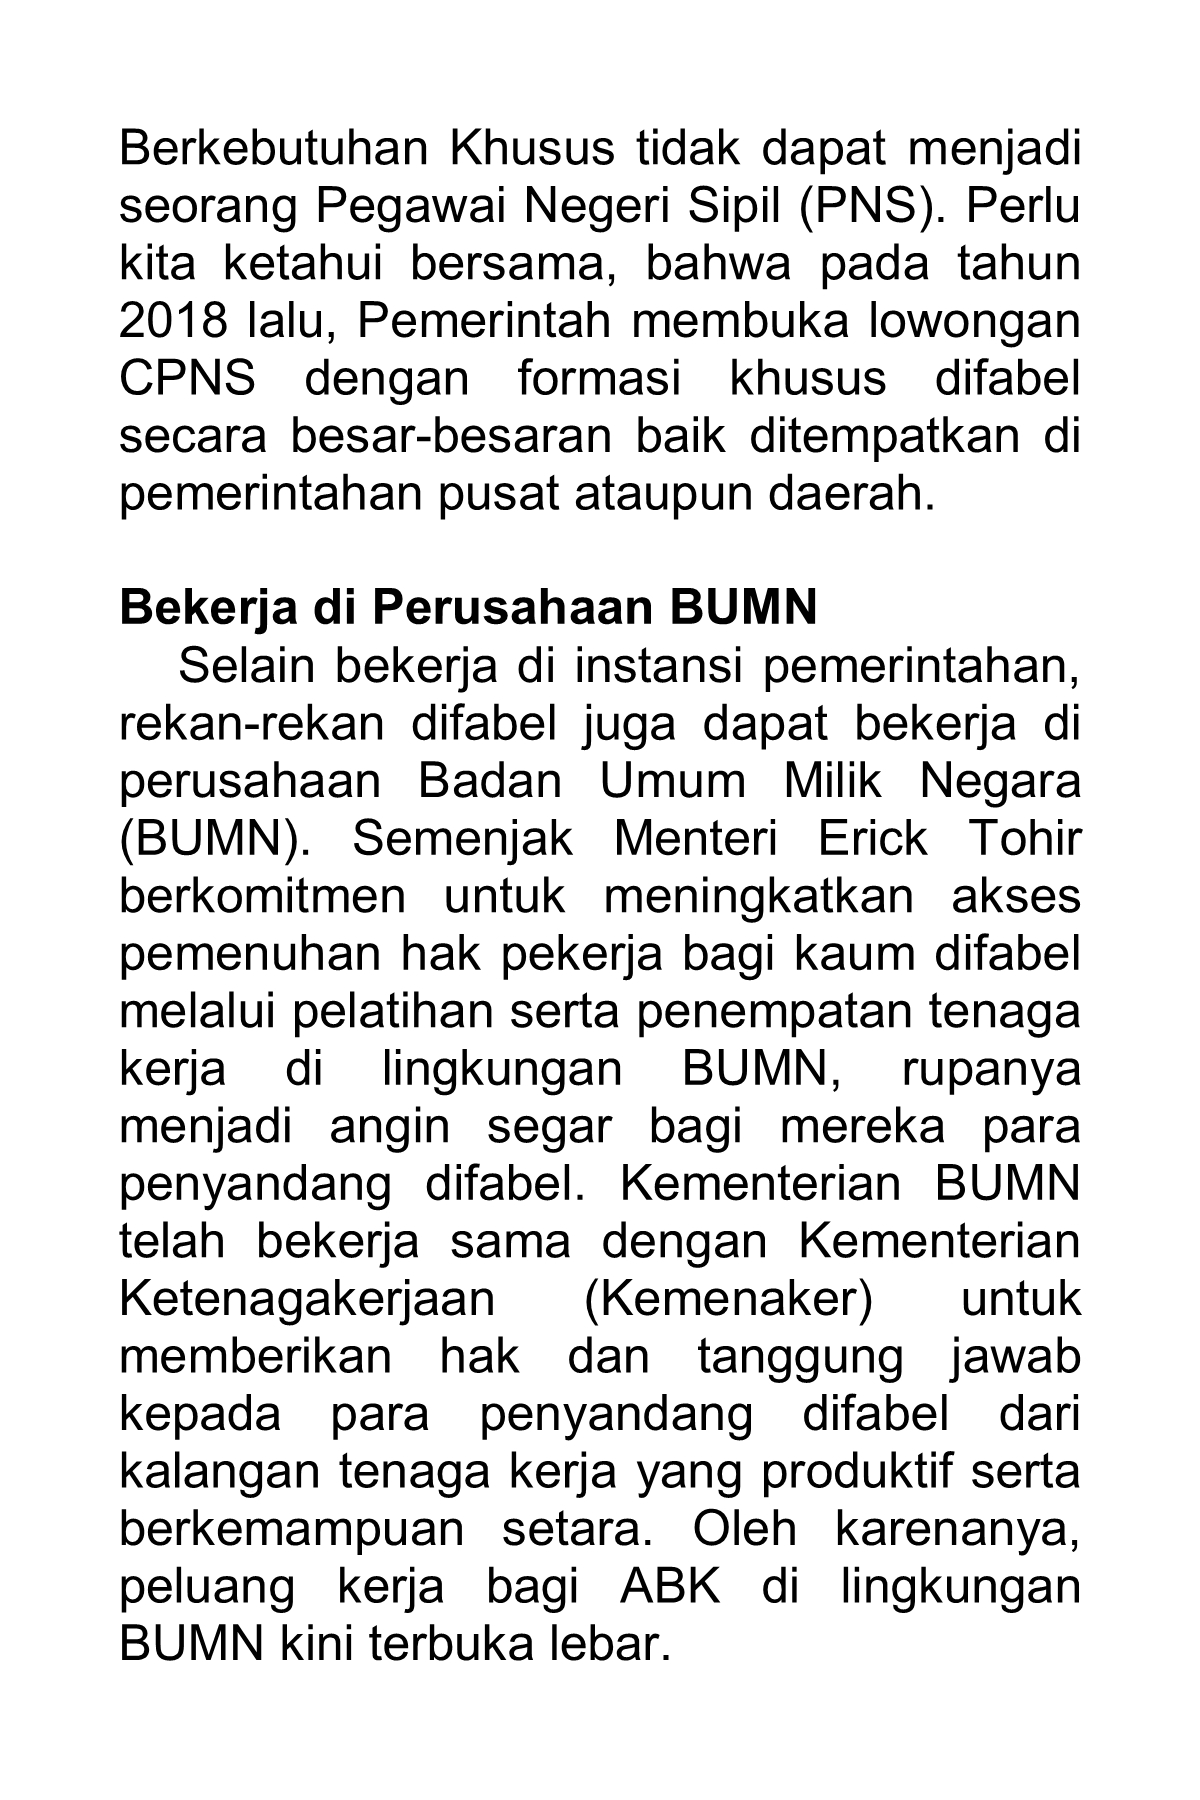 Berkebutuhan Khusus tidak dapat menjadi
seorang Pegawai Negeri Sipil (PNS). Perlu
kita ketahui bersama, bahwa pada tahun
2018 lalu, Pemerintah membuka lowongan
CPNS dengan formasi khusus difabel
secara besar-besaran baik ditempatkan di
pemerintahan pusat ataupun daerah.
Bekerja di Perusahaan BUMN
Selain bekerja di instansi pemerintahan,
rekan-rekan difabel juga dapat bekerja di
perusahaan Badan Umum Milik Negara
(BUMN). Semenjak Menteri Erick Tohir
berkomitmen untuk meningkatkan akses
pemenuhan hak pekerja bagi kaum difabel
melalui pelatihan serta penempatan tenaga
kerja di lingkungan BUMN, rupanya
menjadi angin segar bagi mereka para
penyandang difabel. Kementerian BUMN
telah bekerja sama dengan Kementerian
Ketenagakerjaan (Kemenaker) untuk
memberikan hak dan tanggung jawab
kepada para penyandang difabel dari
kalangan tenaga kerja yang produktif serta
berkemampuan setara. Oleh karenanya,
peluang kerja bagi ABK di lingkungan
BUMN kini terbuka lebar.